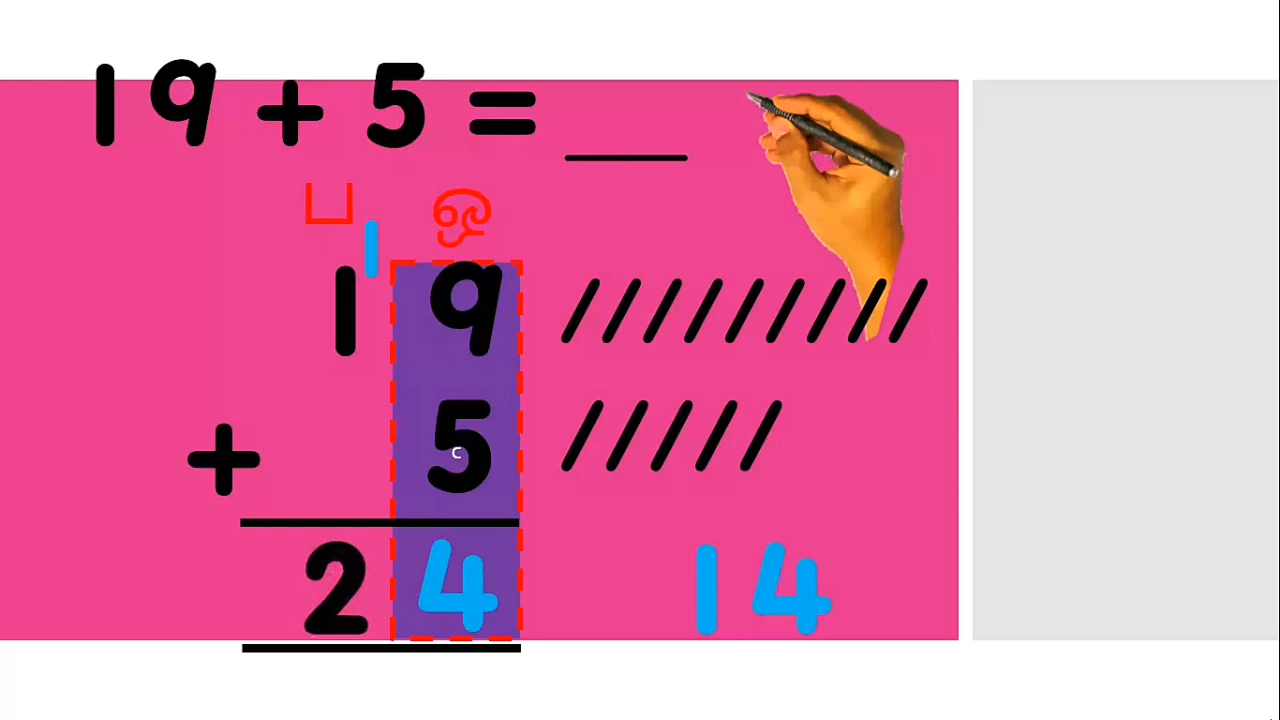 19 + 5 = ___
ப ஒ
1
19
+ 5
24 14